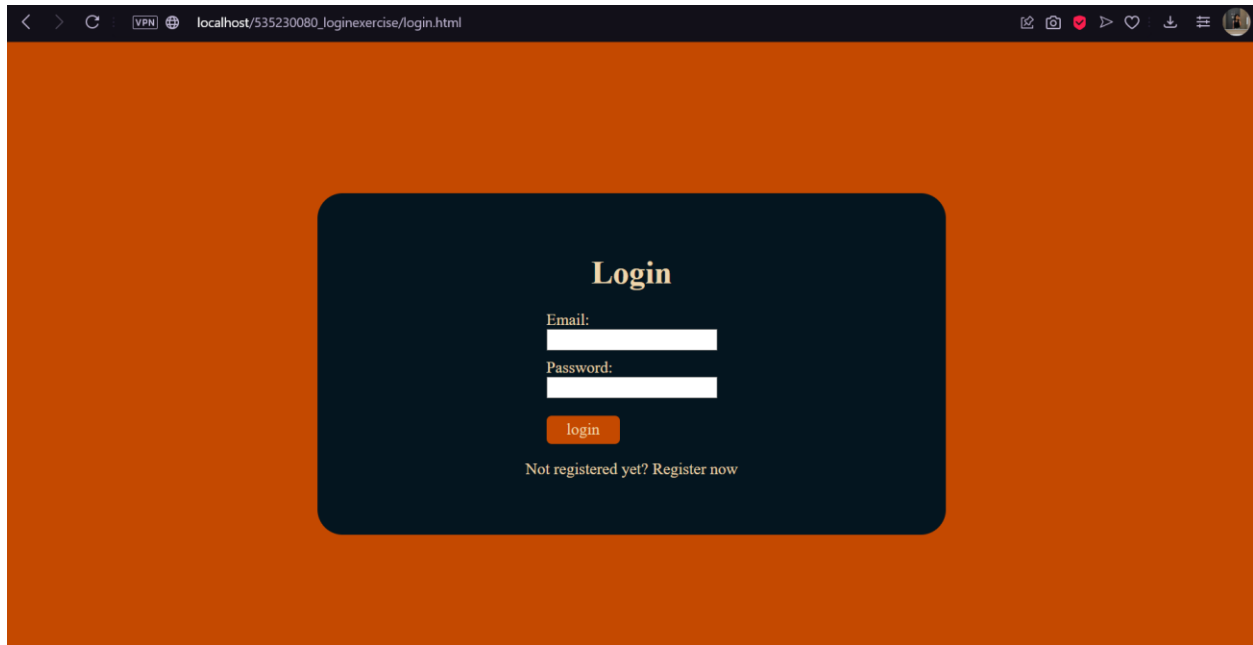 VPN localhost/535230080_loginexercise/login.html
Login
Email:
Password:
login
Not registered yet? Register now